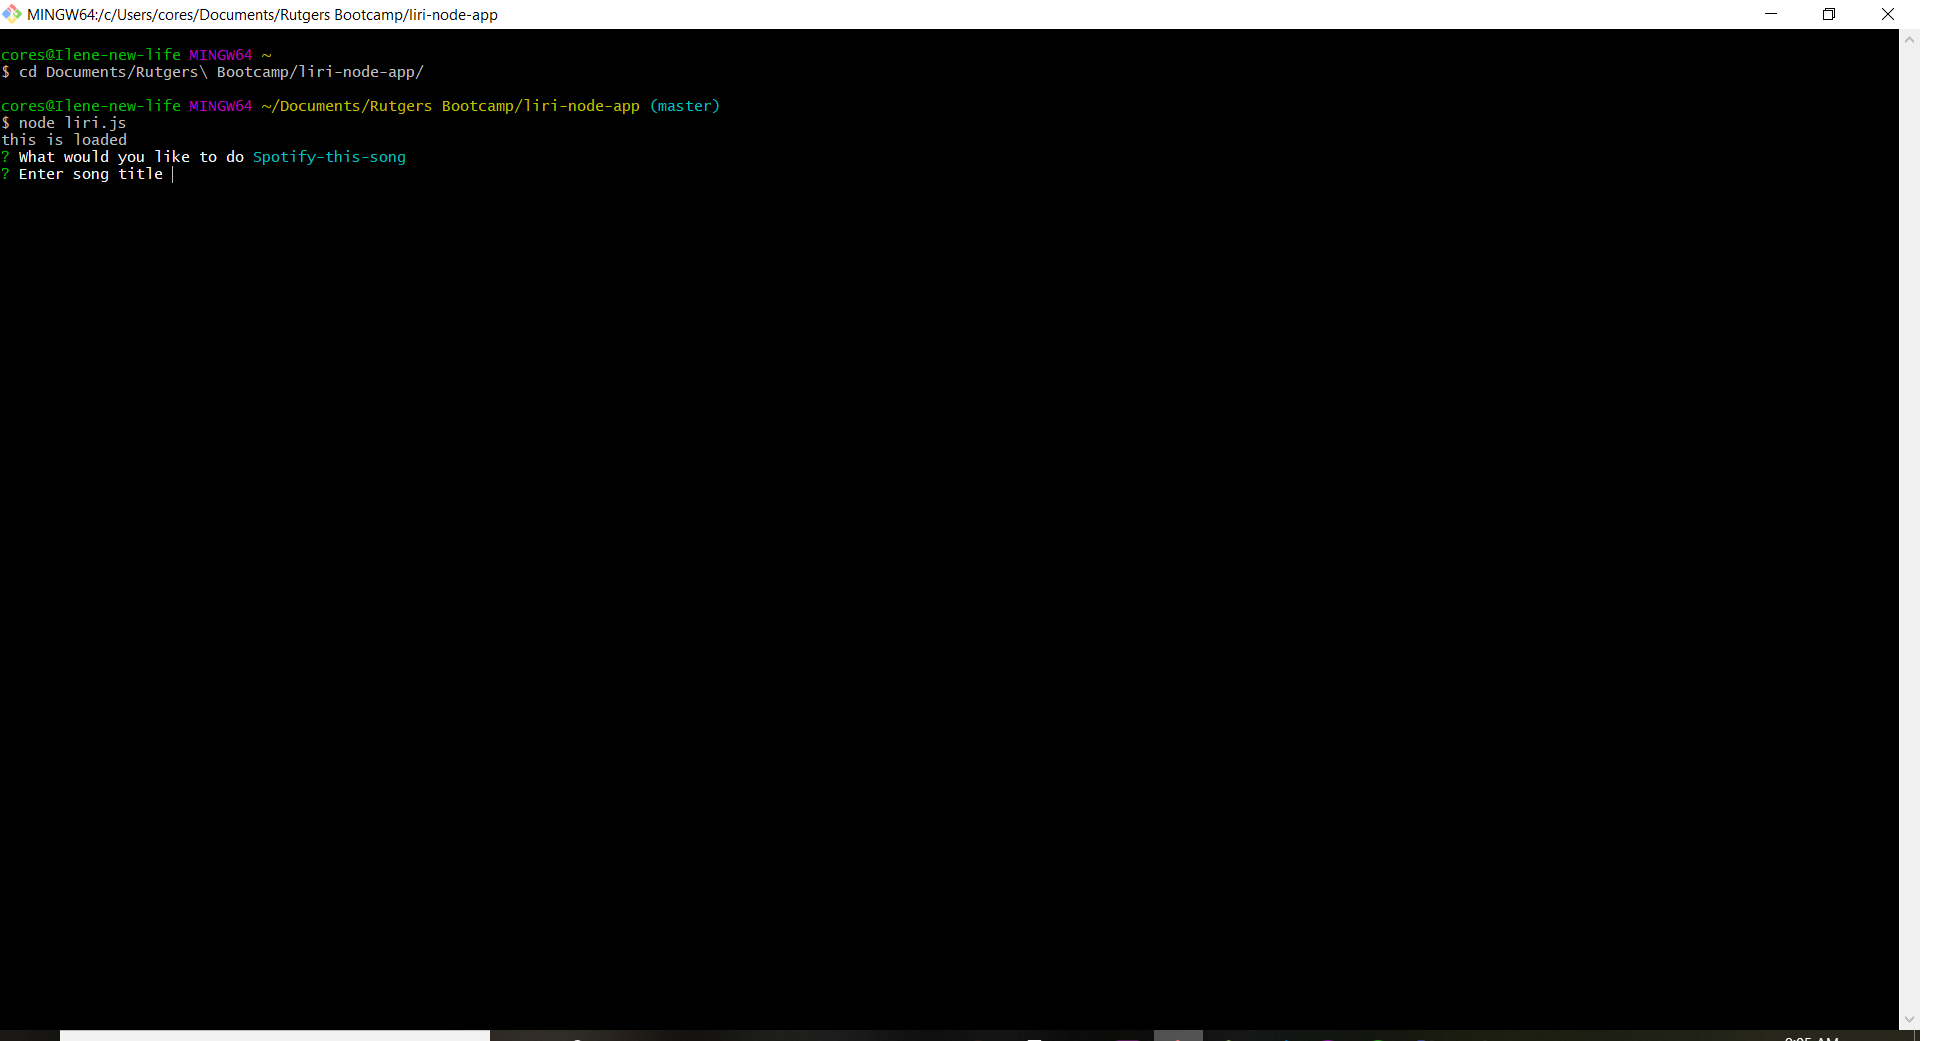 MINGW64:/c/Users/cores/Documents/Rutgers Bootcamp/liri-node-app
cores@Ilene-new-life MINGW64 ~
$ cd Documents/Rutgers\ Bootcamp/liri-node-app/
cores@Ilene-new-life MINGW64 ~/Documents/Rutgers Bootcamp/liri-node-app (master)
$ node liri.js
this is loaded
? What would you like to do Spotify-this-song
? Enter song title